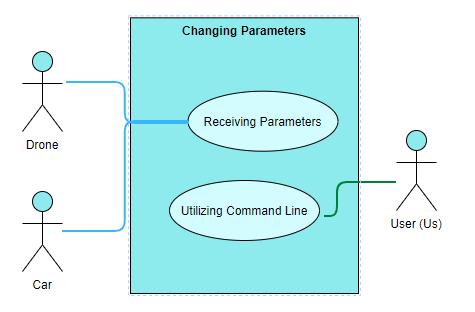 Changing Parameters
Drone
Receiving Parameters
Utilizing Command Line
User (Us)
Car